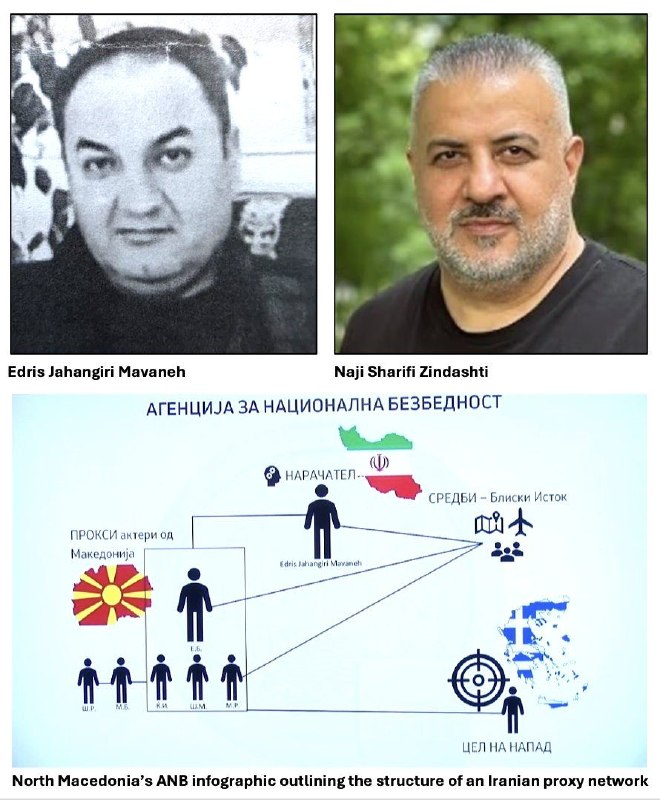 Edris Jahangiri Mavaneh
Naji Sharifi Zindashti
АГЕНЦИЈА ЗА НАЦИОНАЛНА БЕЗБЕДНОСТ
НАРАЧАТЕЛ
СРЕДБИ – Блиски Исток
ПРОКСИ актери од
Македонија
Edris Jahangiri Mavaneh
Е.Б.
Ш.Р.
М.Б.
К.И.
Ш.М.
М.Р.
ЦЕЛ НА НАПАД
North Macedonia’s ANB infographic outlining the structure of an Iranian proxy network